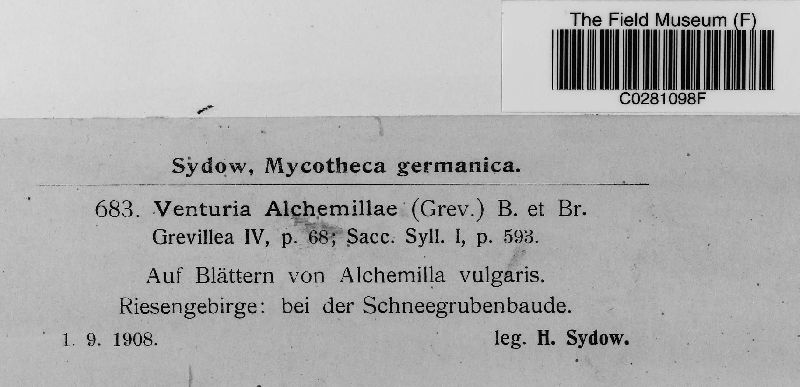 The Field Museum (F)
C0281098F
Sydow, Mycotheca germanica.
683. Venturia Alchemillae (Grev.) B. et Br.
Grevillea IV, p. 68; Sacc. Syll. I, p. 593.
Auf Blättern von Alchemilla vulgaris.
Riesengebirge: bei der Schneegrubenbaude.
1. 9. 1908. leg. H. Sydow.